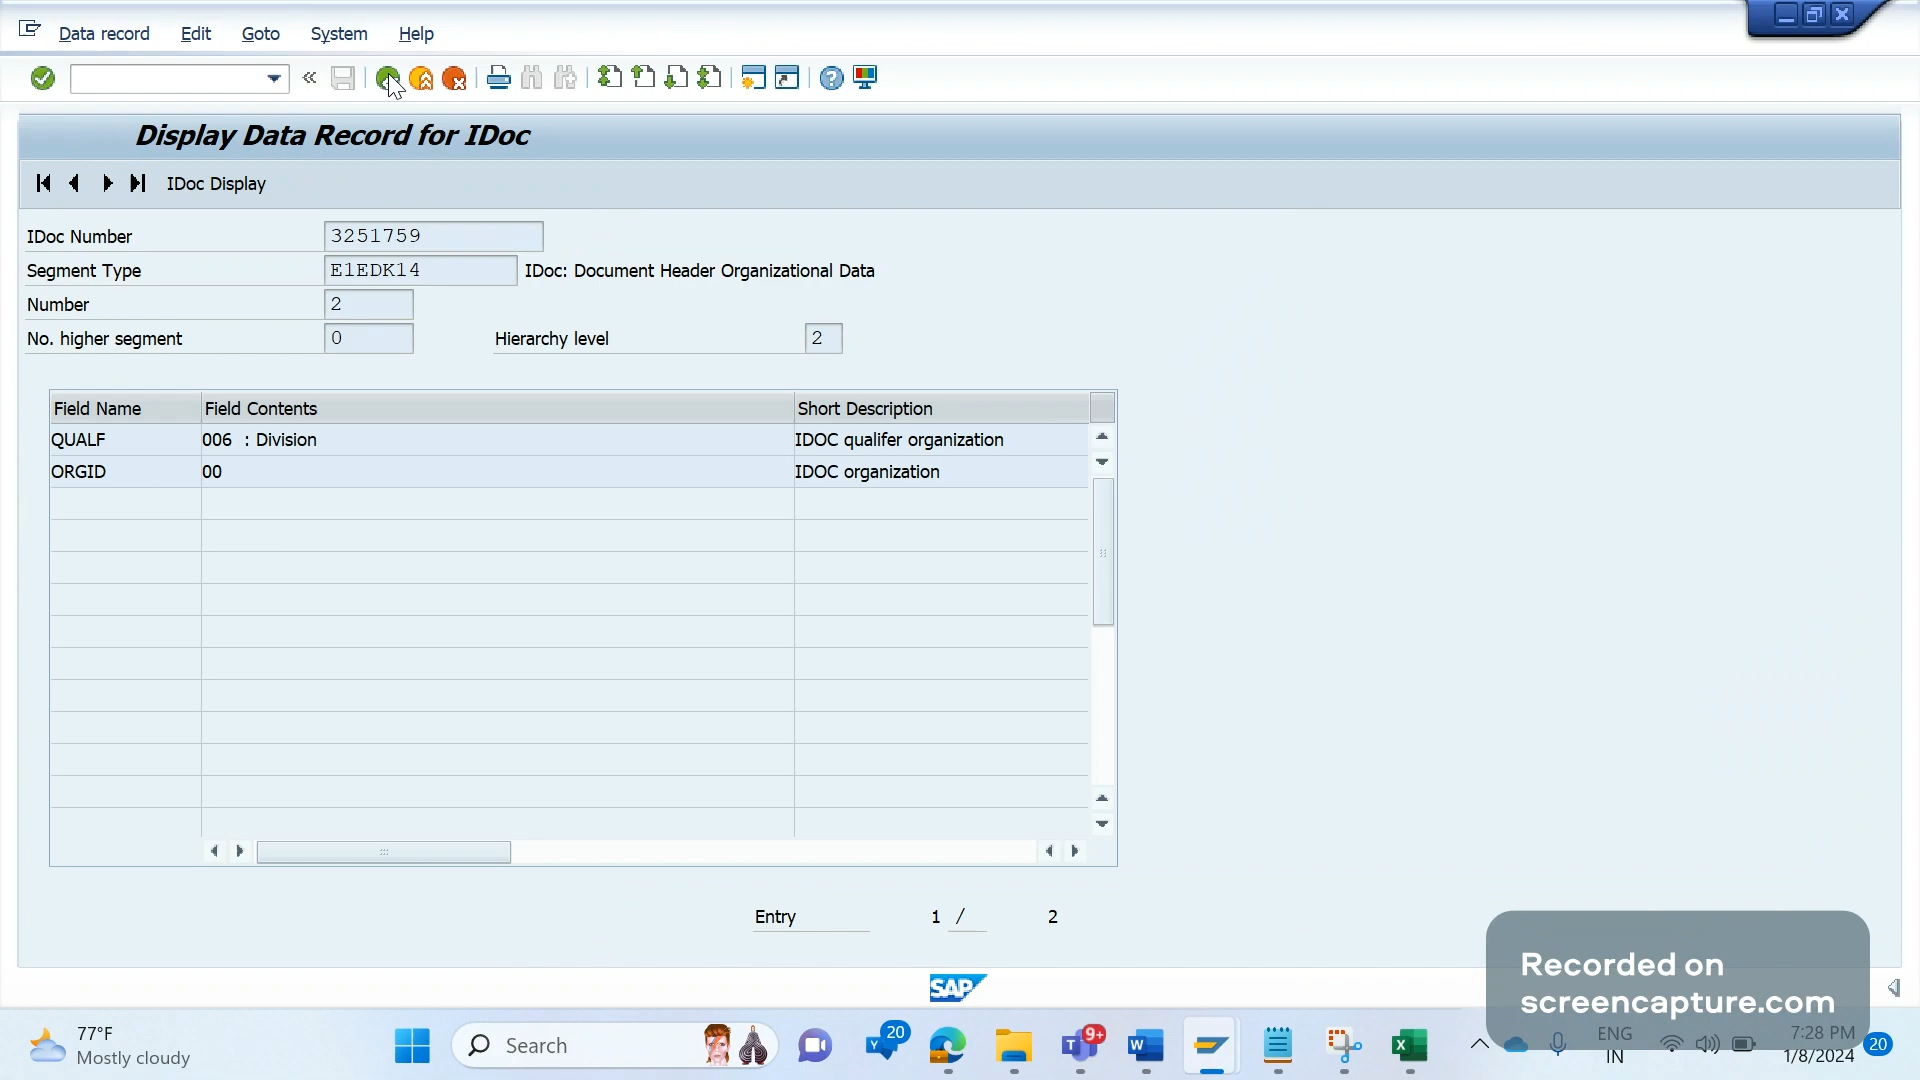 Data record Edit Goto System Help
Display Data Record for IDoc
IDoc Display
IDoc Number 3251759
Segment Type E1EDK14 IDoc: Document Header Organizational Data
Number 2
No. higher segment 0 Hierarchy level 2
Field Name Field Contents Short Description
QUALF 006 : Division IDOC qualifer organization
ORGID 00 IDOC organization
Entry 1 / 2
SAP
Recorded on
screencapture.com
77°F
Mostly cloudy
Search
20
9+
ENG
IN
7:28 PM
1/8/2024
20